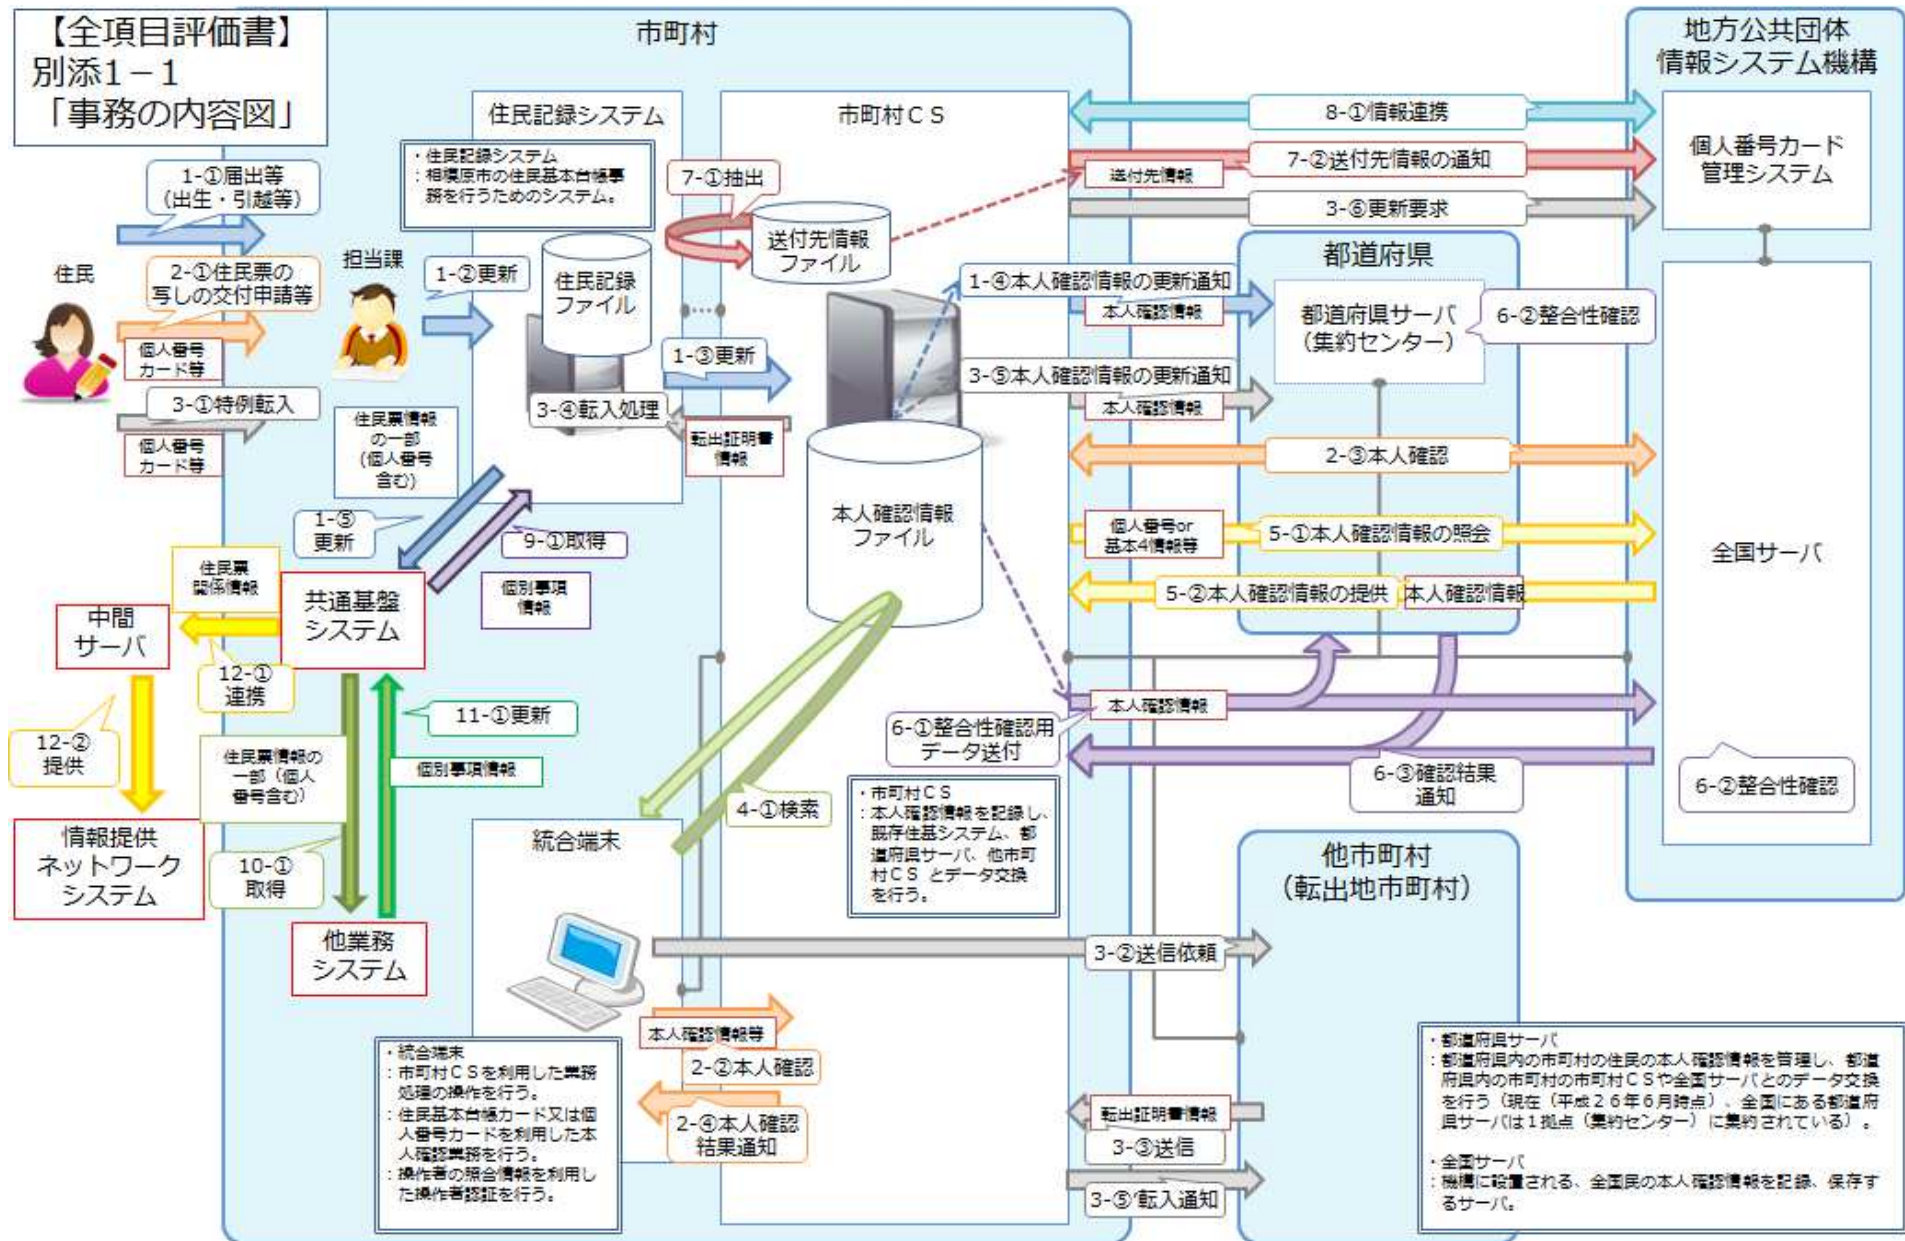 【全項目評価書】
別添1－1
「事務の内容図」
市町村
地方公共団体
情報システム機構
住民記録システム
市町村ＣＳ
・住民記録システム
：相模原市の住民基本台帳事
務を行うためのシステム。
個人番号カード
管理システム
8-①情報連携
7-②送付先情報の通知
送付先情報
3-⑥更新要求
1-①届出等
（出生・引越等）
7-①抽出
送付先情報
ファイル
都道府県
住民
2-①住民票の
写しの交付申請等
個人番号
カード等
3-①特例転入
個人番号
カード等
担当課
1-②更新
住民記録
ファイル
1-③更新
3-④転入処理
転出証明書
情報
1-④本人確認情報の更新通知
本人確認情報
都道府県サーバ
（集約センター）
6-②整合性確認
3-⑤本人確認情報の更新通知
本人確認情報
2-③本人確認
住民票情報
の一部
(個人番号
含む)
本人確認情報
ファイル
個人番号or
基本4情報等
5-①本人確認情報の照会
5-②本人確認情報の提供
本人確認情報
全国サーバ
1-⑤
更新
9-①取得
個別事項
情報
住民票
関係情報
共通基盤
システム
中間
サーバ
12-①
連携
11-①更新
12-②
提供
住民票情報の
一部（個人
番号含む）
個別事項情報
情報提供
ネットワーク
システム
10-①
取得
他業務
システム
4-①検索
6-①整合性確認用
データ送付
本人確認情報
6-③確認結果
通知
6-②整合性確認
・市町村ＣＳ
：本人確認情報を記録し、
既存住基システム、都
道府県サーバ、他市町
村CS とデータ交換
を行う。
統合端末
他市町村
（転出地市町村）
3-②送信依頼
本人確認情報等
2-②本人確認
2-④本人確認
結果通知
転出証明書情報
3-③送信
3-⑤’転入通知
・統合端末
：市町村ＣＳを利用した業務
処理の操作を行う。
：住民基本台帳カード又は個
人番号カードを利用した本
人確認業務を行う。
：操作者の照合情報を利用し
た操作者認証を行う。
・都道府県サーバ
：都道府県内の市町村の住民の本人確認情報を管理し、都道
府県内の市町村の市町村ＣＳや全国サーバとのデータ交換
を行う（現在（平成２６年６月時点）、全国にある都道府
県サーバは１拠点（集約センター）に集約されている）。
・全国サーバ
：機構に設置される、全国民の本人確認情報を記録、保存す
るサーバ。